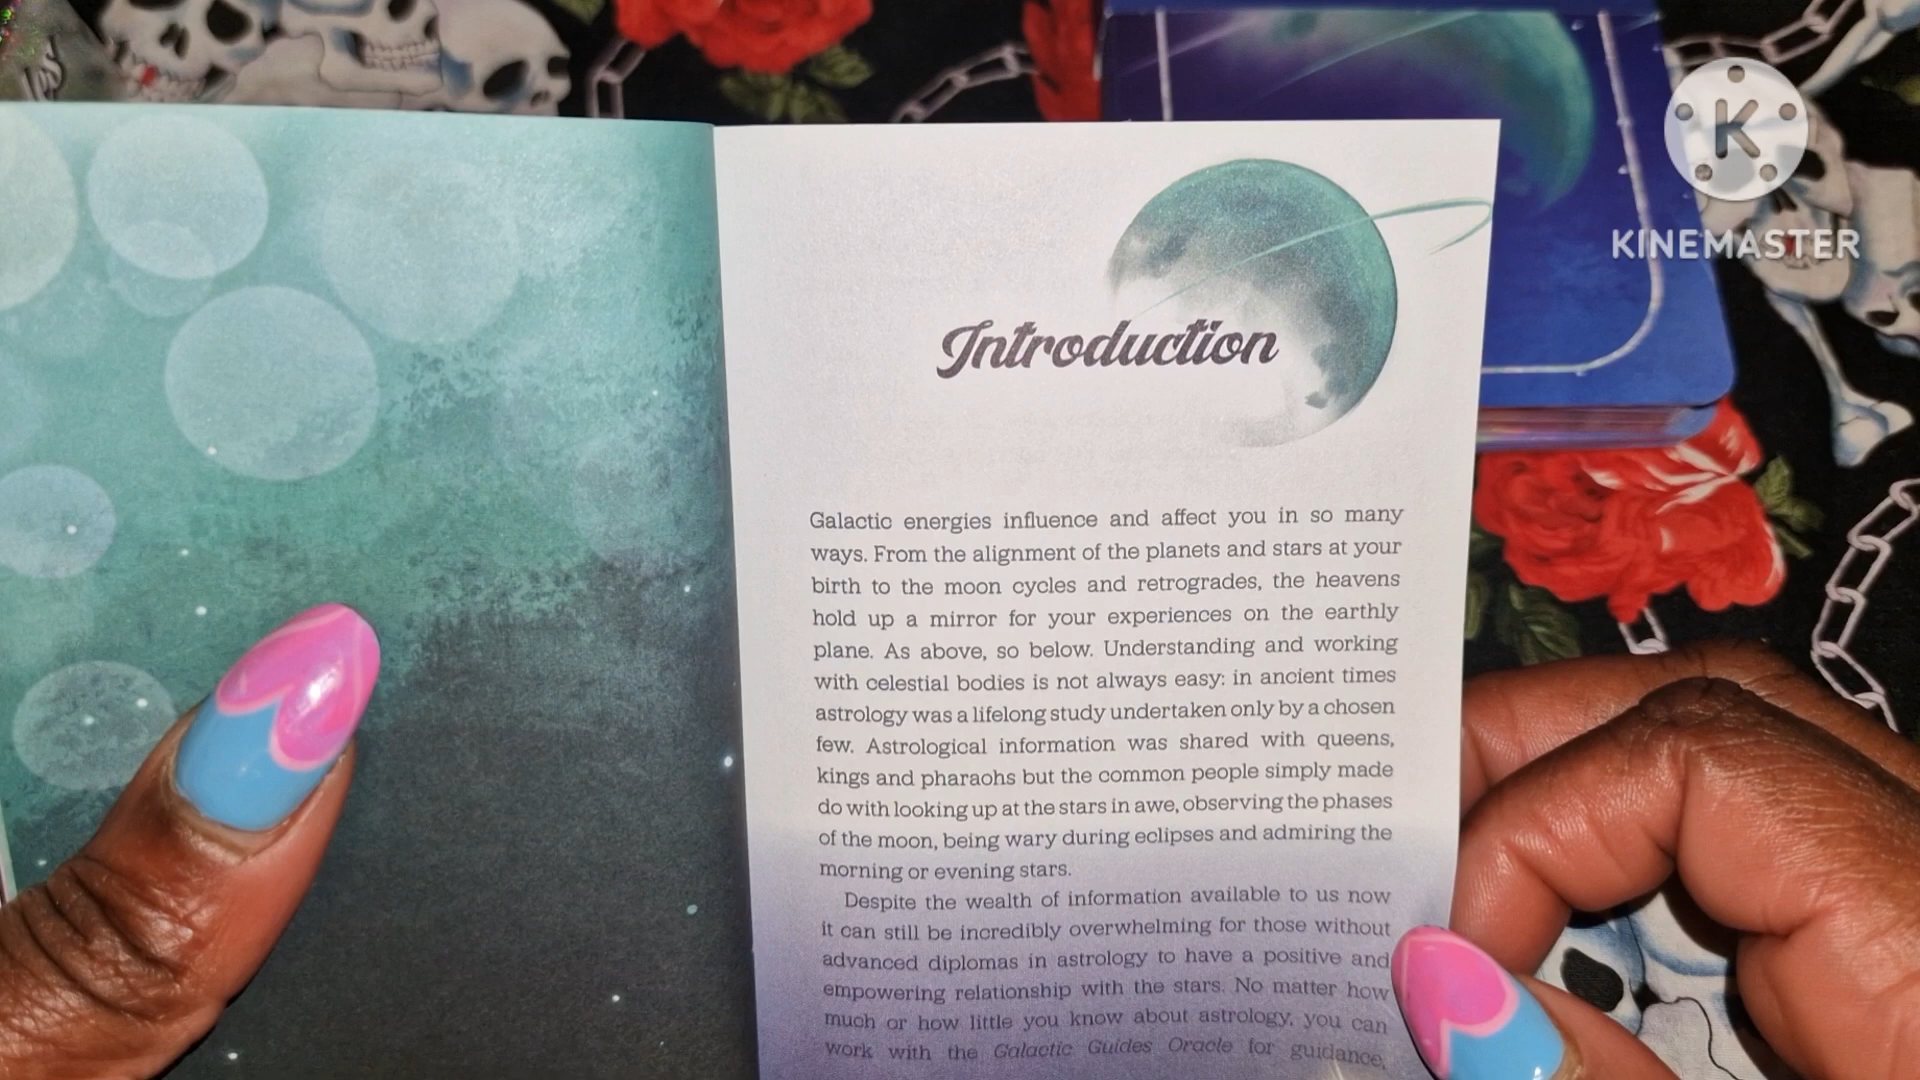 K
KINEMASTER
Introduction
Galactic energies influence and affect you in so many
ways. From the alignment of the planets and stars at your
birth to the moon cycles and retrogrades, the heavens
hold up a mirror for your experiences on the earthly
plane. As above, so below. Understanding and working
with celestial bodies is not always easy: in ancient times
astrology was a lifelong study undertaken only by a chosen
few. Astrological information was shared with queens,
kings and pharaohs but the common people simply made
do with looking up at the stars in awe, observing the phases
of the moon, being wary during eclipses and admiring the
morning or evening stars.
Despite the wealth of information available to us now
it can still be incredibly overwhelming for those without
advanced diplomas in astrology to have a positive and
empowering relationship with the stars. No matter how
much or how little you know about astrology, you can
work with the Galactic Guides Oracle for guidance,